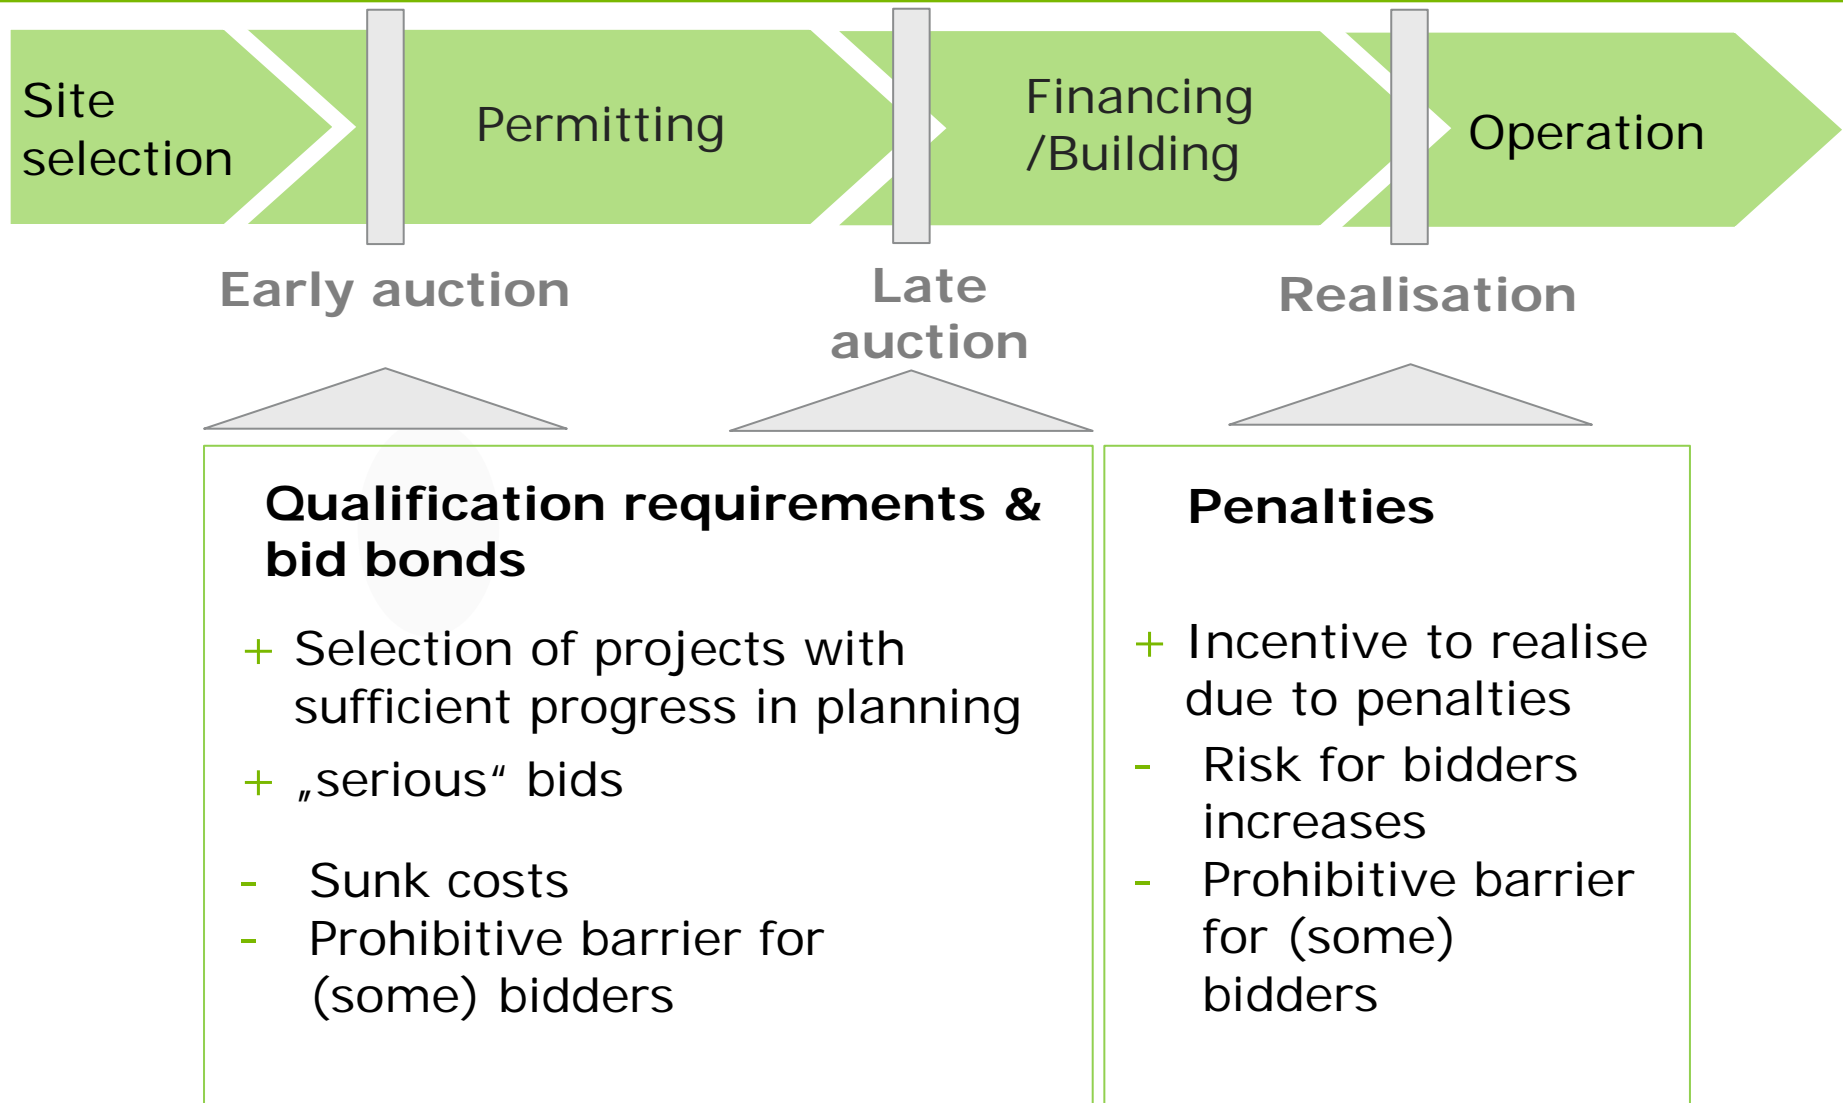 Site
selection
Permitting
Financing
/Building
Operation
Early auction
Late
auction
Realisation
Qualification requirements &
bid bonds
+ Selection of projects with
sufficient progress in planning
+ „serious“ bids
- Sunk costs
- Prohibitive barrier for
(some) bidders
Penalties
+ Incentive to realise
due to penalties
- Risk for bidders
increases
- Prohibitive barrier
for (some)
bidders